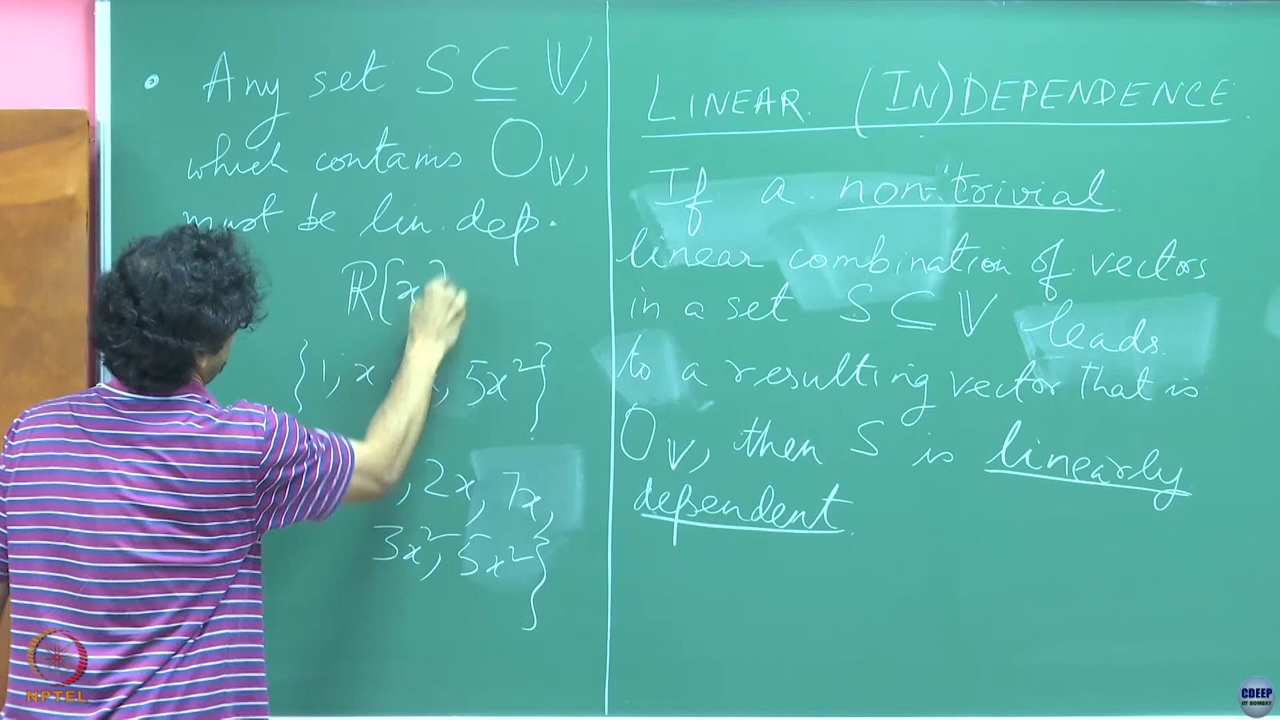 • Any set S ⊆ 𝕍,
which contains 0𝕍,
must be lin. dep.
ℝ[x]
{1, x, , 5x²}
, 2x, 7x,
3x², 5x²}
LINEAR (IN)DEPENDENCE
If a non-trivial
linear combination of vectors
in a set S ⊆ 𝕍 leads
to a resulting vector that is
0𝕍, then S is linearly
dependent.
NPTEL
CDEEP
IIT BOMBAY